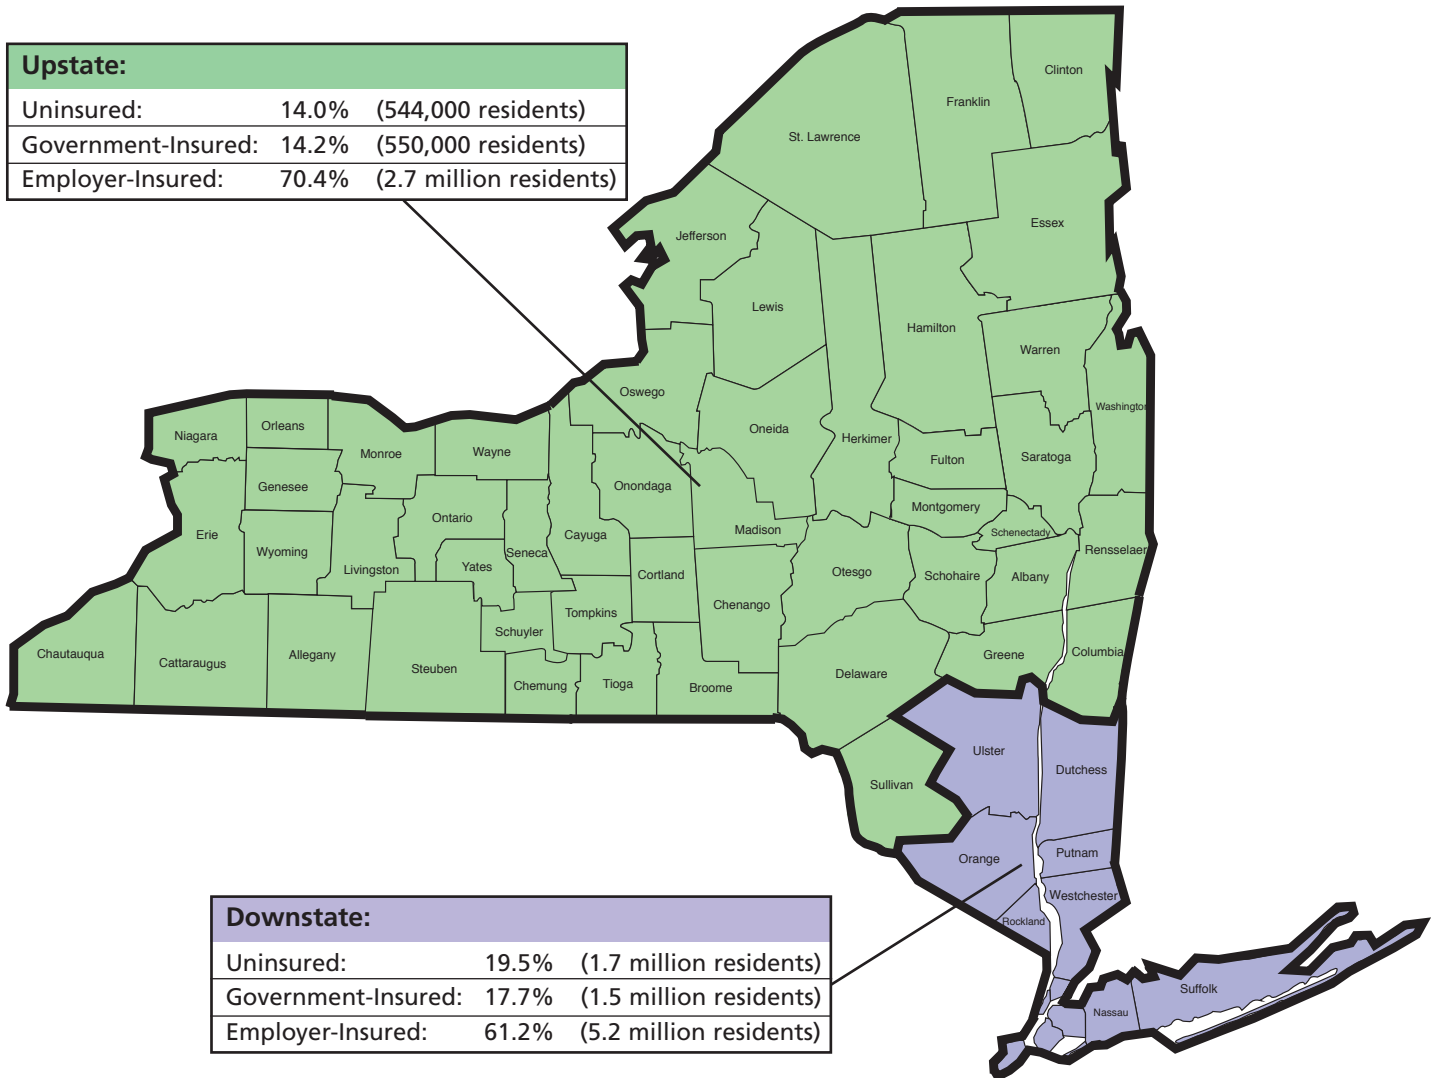 Upstate:
Uninsured: 14.0% (544,000 residents)
Government-Insured: 14.2% (550,000 residents)
Employer-Insured: 70.4% (2.7 million residents)
Clinton
Franklin
St. Lawrence
Essex
Jefferson
Lewis
Hamilton
Warren
Washington
Oswego
Oneida
Herkimer
Fulton
Saratoga
Niagara
Orleans
Monroe
Wayne
Genesee
Onondaga
Montgomery
Ontario
Schenectady
Madison
Erie
Wyoming
Livingston
Yates
Seneca
Cayuga
Cortland
Otesgo
Schohaire
Albany
Rensselaer
Chenango
Tompkins
Schuyler
Chautauqua
Cattaraugus
Allegany
Steuben
Chemung
Tioga
Broome
Delaware
Greene
Columbia
Ulster
Dutchess
Sullivan
Orange
Putnam
Westchester
Rockland
Suffolk
Nassau
Downstate:
Uninsured: 19.5% (1.7 million residents)
Government-Insured: 17.7% (1.5 million residents)
Employer-Insured: 61.2% (5.2 million residents)